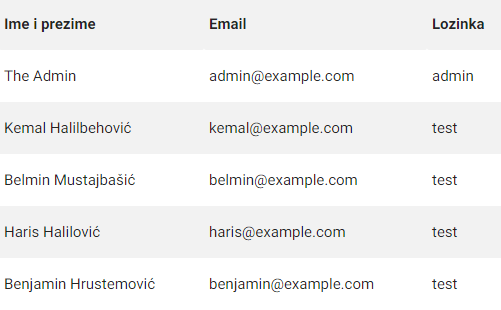 Ime i prezime Email Lozinka
The Admin admin@example.com admin
Kemal Halilbehović kemal@example.com test
Belmin Mustajbašić belmin@example.com test
Haris Halilović haris@example.com test
Benjamin Hrustemović benjamin@example.com test